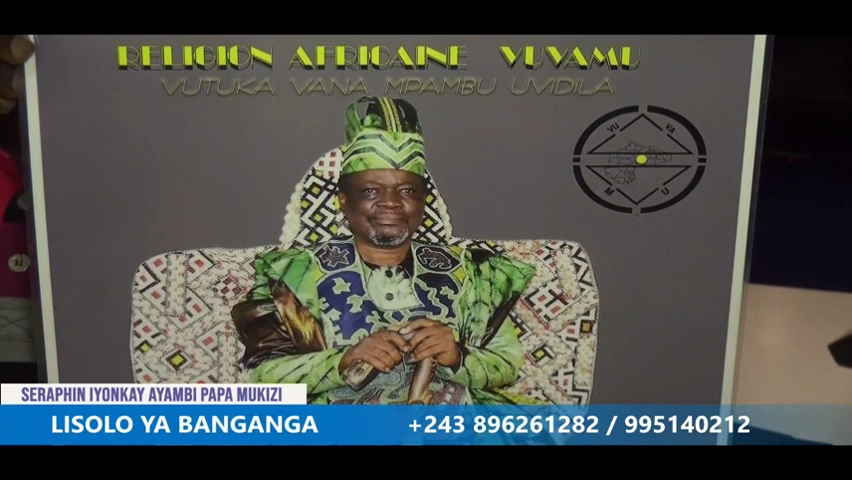 RELIGION AFRICAINE VUVAMU
VUTUKA VANA MPAMBU UVIDILA
VU VA
M U
SERAPHIN IYONKAY AYAMBI PAPA MUKIZI
LISOLO YA BANGANGA
+243 896261282 / 995140212